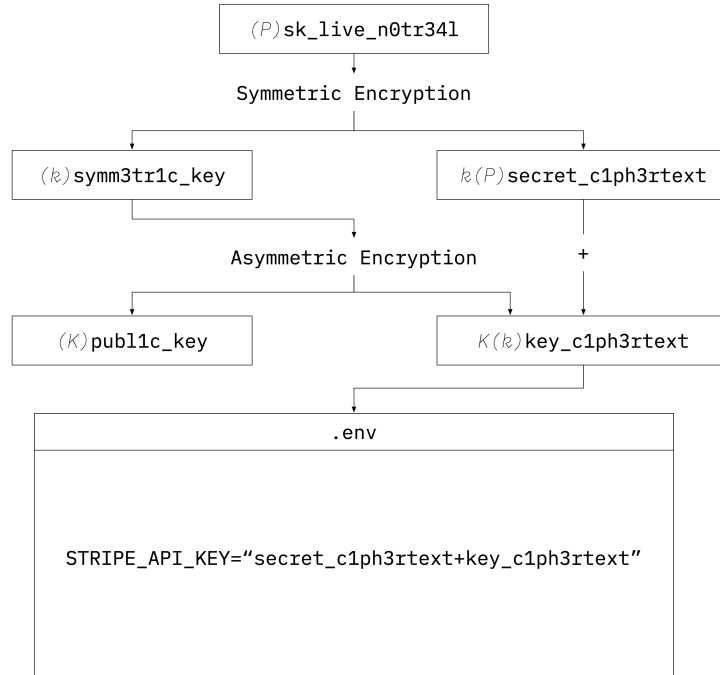 (P)sk_live_n0tr34l
Symmetric Encryption
(k)symm3tr1c_key
k(P)secret_c1ph3rtext
Asymmetric Encryption
+
(K)publ1c_key
K(k)key_c1ph3rtext
.env
STRIPE_API_KEY=“secret_c1ph3rtext+key_c1ph3rtext”